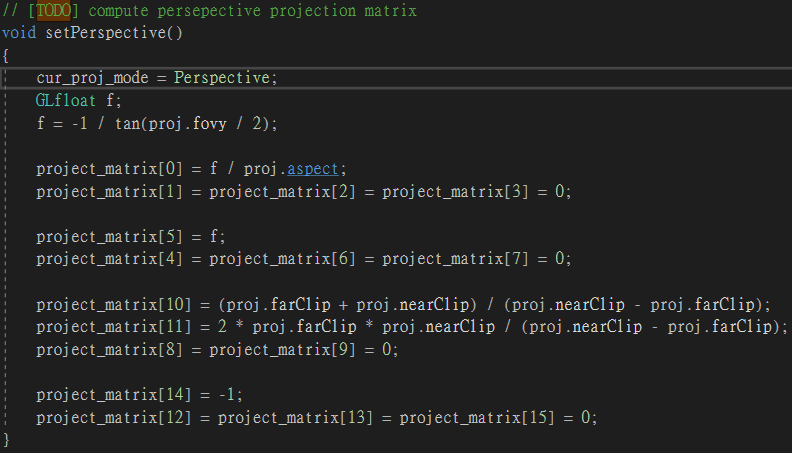 // [TODO] compute persepective projection matrix
void setPerspective()
{
cur_proj_mode = Perspective;
GLfloat f;
f = -1 / tan(proj.fovy / 2);
project_matrix[0] = f / proj.aspect;
project_matrix[1] = project_matrix[2] = project_matrix[3] = 0;
project_matrix[5] = f;
project_matrix[4] = project_matrix[6] = project_matrix[7] = 0;
project_matrix[10] = (proj.farClip + proj.nearClip) / (proj.nearClip - proj.farClip);
project_matrix[11] = 2 * proj.farClip * proj.nearClip / (proj.nearClip - proj.farClip);
project_matrix[8] = project_matrix[9] = 0;
project_matrix[14] = -1;
project_matrix[12] = project_matrix[13] = project_matrix[15] = 0;
}